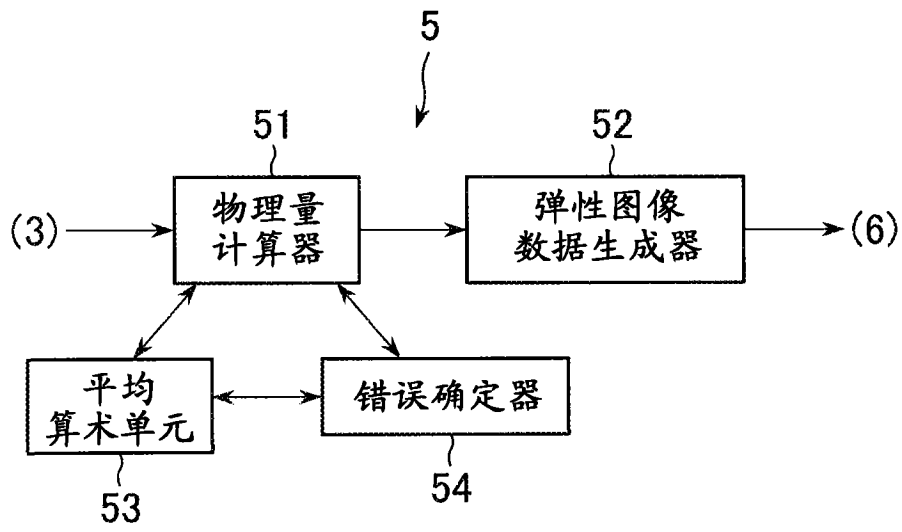 5
51
52
(3)
物理量
计算器
弹性图像
数据生成器
(6)
平均
算术单元
错误确定器
53
54